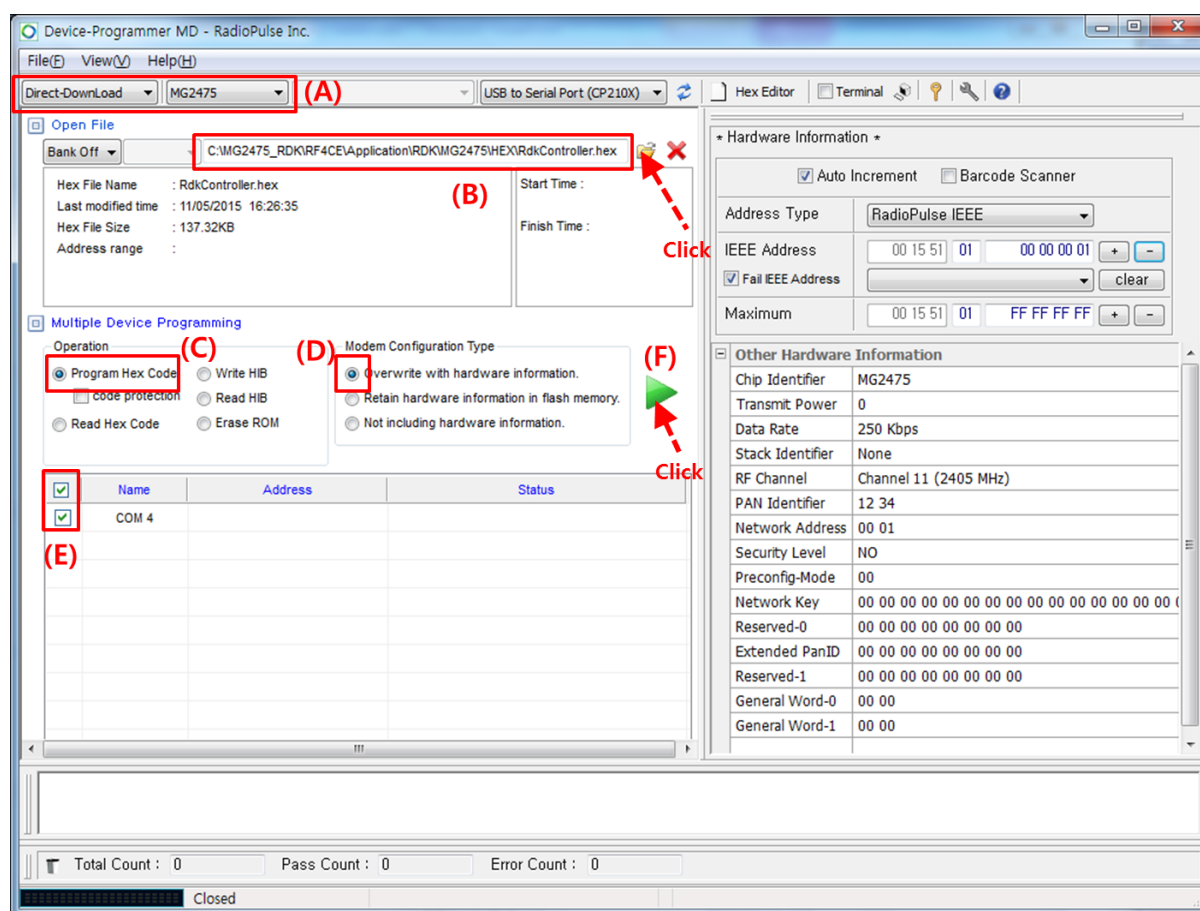 Device-Programmer MD - RadioPulse Inc.
File(F) View(V) Help(H)
Direct-DownLoad MG2475 (A) USB to Serial Port (CP210X) Hex Editor Terminal
Open File
Bank Off C:\MG2475_RDK\RF4CE\Application\RDK\MG2475\HEX\RdkController.hex
(B)
Click
Hex File Name : RdkController.hex
Last modified time : 11/05/2015 16:26:35
Hex File Size : 137.32KB
Address range :
Start Time :
Finish Time :
Multiple Device Programming
Operation
(C)
Program Hex Code
code protection
Read Hex Code
Write HIB
Read HIB
Erase ROM
(D)
Modem Configuration Type
Overwrite with hardware information.
Retain hardware information in flash memory.
Not including hardware information.
(F)
Click
Name Address Status
COM 4
(E)
* Hardware Information *
Auto Increment Barcode Scanner
Address Type RadioPulse IEEE
IEEE Address 00 15 51 01 00 00 00 01 + -
Fail IEEE Address clear
Maximum 00 15 51 01 FF FF FF FF + -
Other Hardware Information
Chip Identifier MG2475
Transmit Power 0
Data Rate 250 Kbps
Stack Identifier None
RF Channel Channel 11 (2405 MHz)
PAN Identifier 12 34
Network Address 00 01
Security Level NO
Preconfig-Mode 00
Network Key 00 00 00 00 00 00 00 00 00 00 00 00 00 00 00
Reserved-0 00 00 00 00 00 00 00 00
Extended PanID 00 00 00 00 00 00 00 00
Reserved-1 00 00 00 00 00 00 00 00
General Word-0 00 00
General Word-1 00 00
Total Count : 0 Pass Count : 0 Error Count : 0
Closed